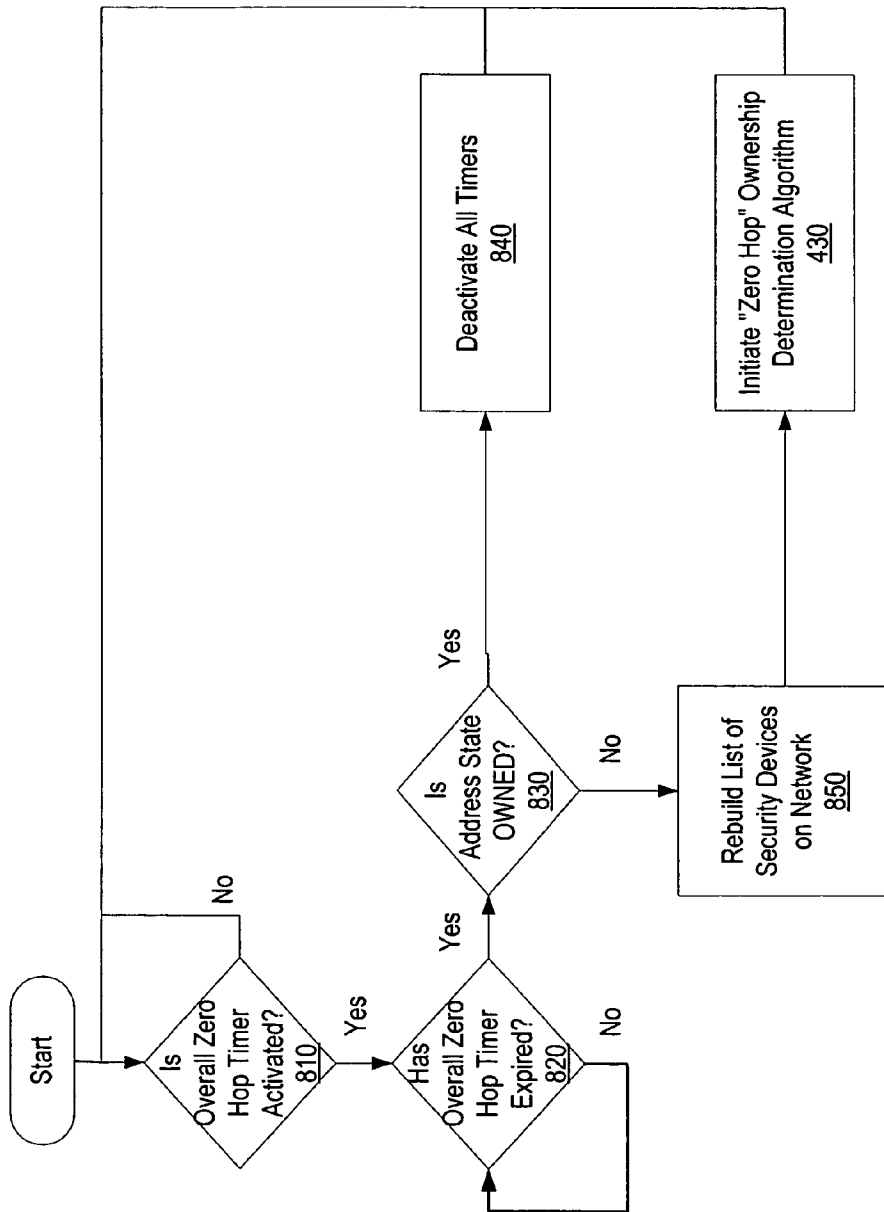 Start
Is
Overall Zero
Hop Timer
Activated?
810
No
Yes
Has
Overall Zero
Hop Timer
Expired?
820
No
Yes
Is
Address State
OWNED?
830
Yes
No
Deactivate All Timers
840
Rebuild List of
Security Devices
on Network
850
Initiate "Zero Hop" Ownership
Determination Algorithm
430